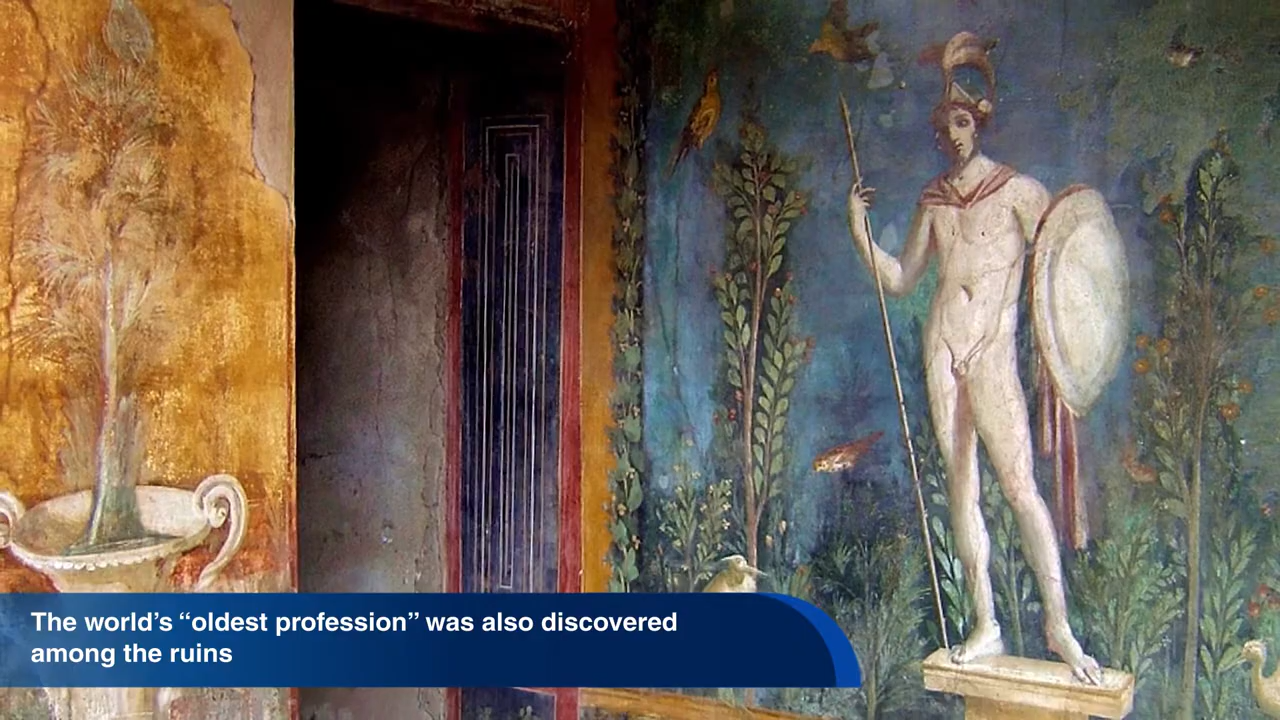 The world’s “oldest profession” was also discovered
among the ruins